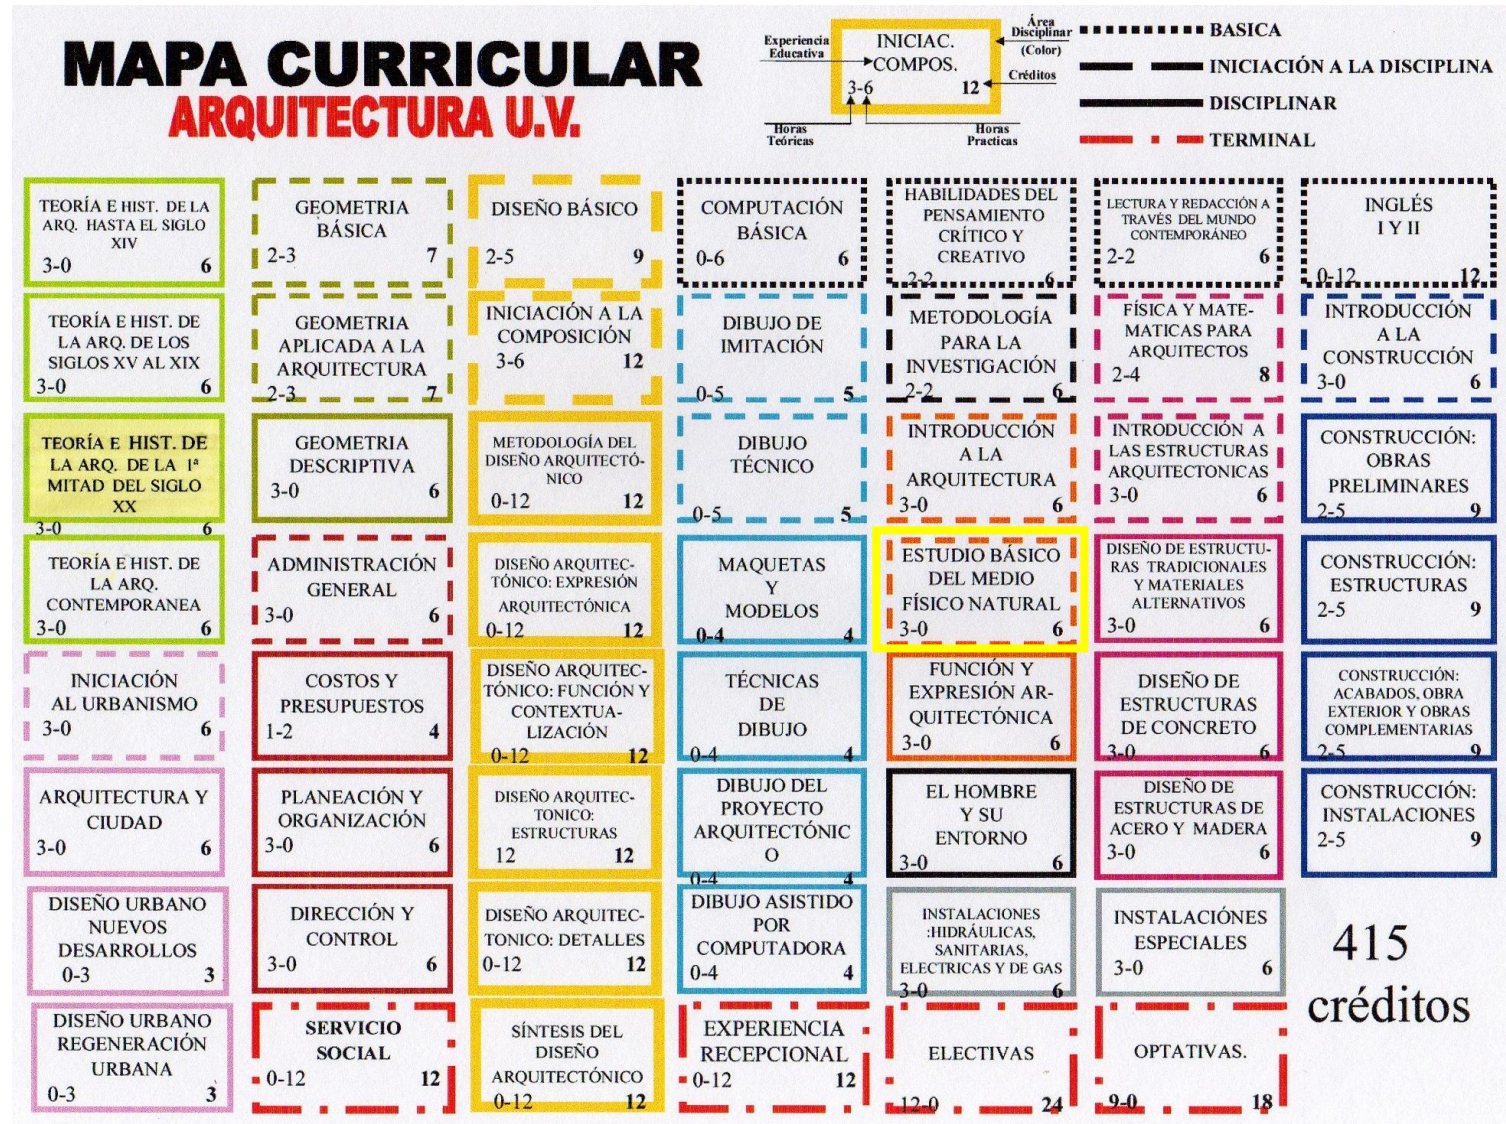 MAPA CURRICULAR
ARQUITECTURA U.V.
Experiencia
Educativa
INICIAC.
COMPOS.
3-6 12
Área
Disciplinar
(Color)
Créditos
Horas
Teóricas
Horas
Practicas
BASICA
INICIACIÓN A LA DISCIPLINA
DISCIPLINAR
TERMINAL
TEORÍA E HIST. DE LA
ARQ. HASTA EL SIGLO
XIV
3-0 6
GEOMETRIA
BÁSICA
2-3 7
DISEÑO BÁSICO
2-5 9
COMPUTACIÓN
BÁSICA
0-6 6
HABILIDADES DEL
PENSAMIENTO
CRÍTICO Y
CREATIVO
2-2 6
LECTURA Y REDACCIÓN A
TRAVÉS DEL MUNDO
CONTEMPORÁNEO
2-2 6
INGLÉS
I Y II
0-12 12
TEORÍA E HIST. DE
LA ARQ. DE LOS
SIGLOS XV AL XIX
3-0 6
GEOMETRIA
APLICADA A LA
ARQUITECTURA
2-3 7
INICIACIÓN A LA
COMPOSICIÓN
3-6 12
DIBUJO DE
IMITACIÓN
0-5 5
METODOLOGÍA
PARA LA
INVESTIGACIÓN
2-2 6
FÍSICA Y MATE-
MATICAS PARA
ARQUITECTOS
2-4 8
INTRODUCCIÓN
A LA
CONSTRUCCIÓN
3-0 6
TEORÍA E HIST. DE
LA ARQ. DE LA 1ª
MITAD DEL SIGLO
XX
3-0 6
GEOMETRIA
DESCRIPTIVA
3-0 6
METODOLOGÍA DEL
DISEÑO ARQUITECTÓ-
NICO
0-12 12
DIBUJO
TÉCNICO
0-5 5
INTRODUCCIÓN
A LA
ARQUITECTURA
3-0 6
INTRODUCCIÓN A
LAS ESTRUCTURAS
ARQUITECTONICAS
3-0 6
CONSTRUCCIÓN:
OBRAS
PRELIMINARES
2-5 9
TEORÍA E HIST. DE
LA ARQ.
CONTEMPORANEA
3-0 6
ADMINISTRACIÓN
GENERAL
3-0 6
DISEÑO ARQUITEC-
TÓNICO: EXPRESIÓN
ARQUITECTÓNICA
0-12 12
MAQUETAS
Y
MODELOS
0-4 4
ESTUDIO BÁSICO
DEL MEDIO
FÍSICO NATURAL
3-0 6
DISEÑO DE ESTRUCTU-
RAS TRADICIONALES
Y MATERIALES
ALTERNATIVOS
3-0 6
CONSTRUCCIÓN:
ESTRUCTURAS
2-5 9
INICIACIÓN
AL URBANISMO
3-0 6
COSTOS Y
PRESUPUESTOS
1-2 4
DISEÑO ARQUITEC-
TÓNICO: FUNCIÓN Y
CONTEXTUA-
LIZACIÓN
0-12 12
TÉCNICAS
DE
DIBUJO
0-4 4
FUNCIÓN Y
EXPRESIÓN AR-
QUITECTÓNICA
3-0 6
DISEÑO DE
ESTRUCTURAS
DE CONCRETO
3-0 6
CONSTRUCCIÓN:
ACABADOS, OBRA
EXTERIOR Y OBRAS
COMPLEMENTARIAS
2-5 9
ARQUITECTURA Y
CIUDAD
3-0 6
PLANEACIÓN Y
ORGANIZACIÓN
3-0 6
DISEÑO ARQUITEC-
TONICO:
ESTRUCTURAS
12 12
DIBUJO DEL
PROYECTO
ARQUITECTÓNIC
O
0-4 4
EL HOMBRE
Y SU
ENTORNO
3-0 6
DISEÑO DE
ESTRUCTURAS DE
ACERO Y MADERA
3-0 6
CONSTRUCCIÓN:
INSTALACIONES
2-5 9
DISEÑO URBANO
NUEVOS
DESARROLLOS
0-3 3
DIRECCIÓN Y
CONTROL
3-0 6
DISEÑO ARQUITEC-
TONICO: DETALLES
0-12 12
DIBUJO ASISTIDO
POR
COMPUTADORA
0-4 4
INSTALACIONES
:HIDRÁULICAS,
SANITARIAS,
ELECTRICAS Y DE GAS
3-0 6
INSTALACIÓNES
ESPECIALES
3-0 6
415
créditos
DISEÑO URBANO
REGENERACIÓN
URBANA
0-3 3
SERVICIO
SOCIAL
0-12 12
SÍNTESIS DEL
DISEÑO
ARQUITECTÓNICO
0-12 12
EXPERIENCIA
RECEPCIONAL
0-12 12
ELECTIVAS
12-0 24
OPTATIVAS.
9-0 18